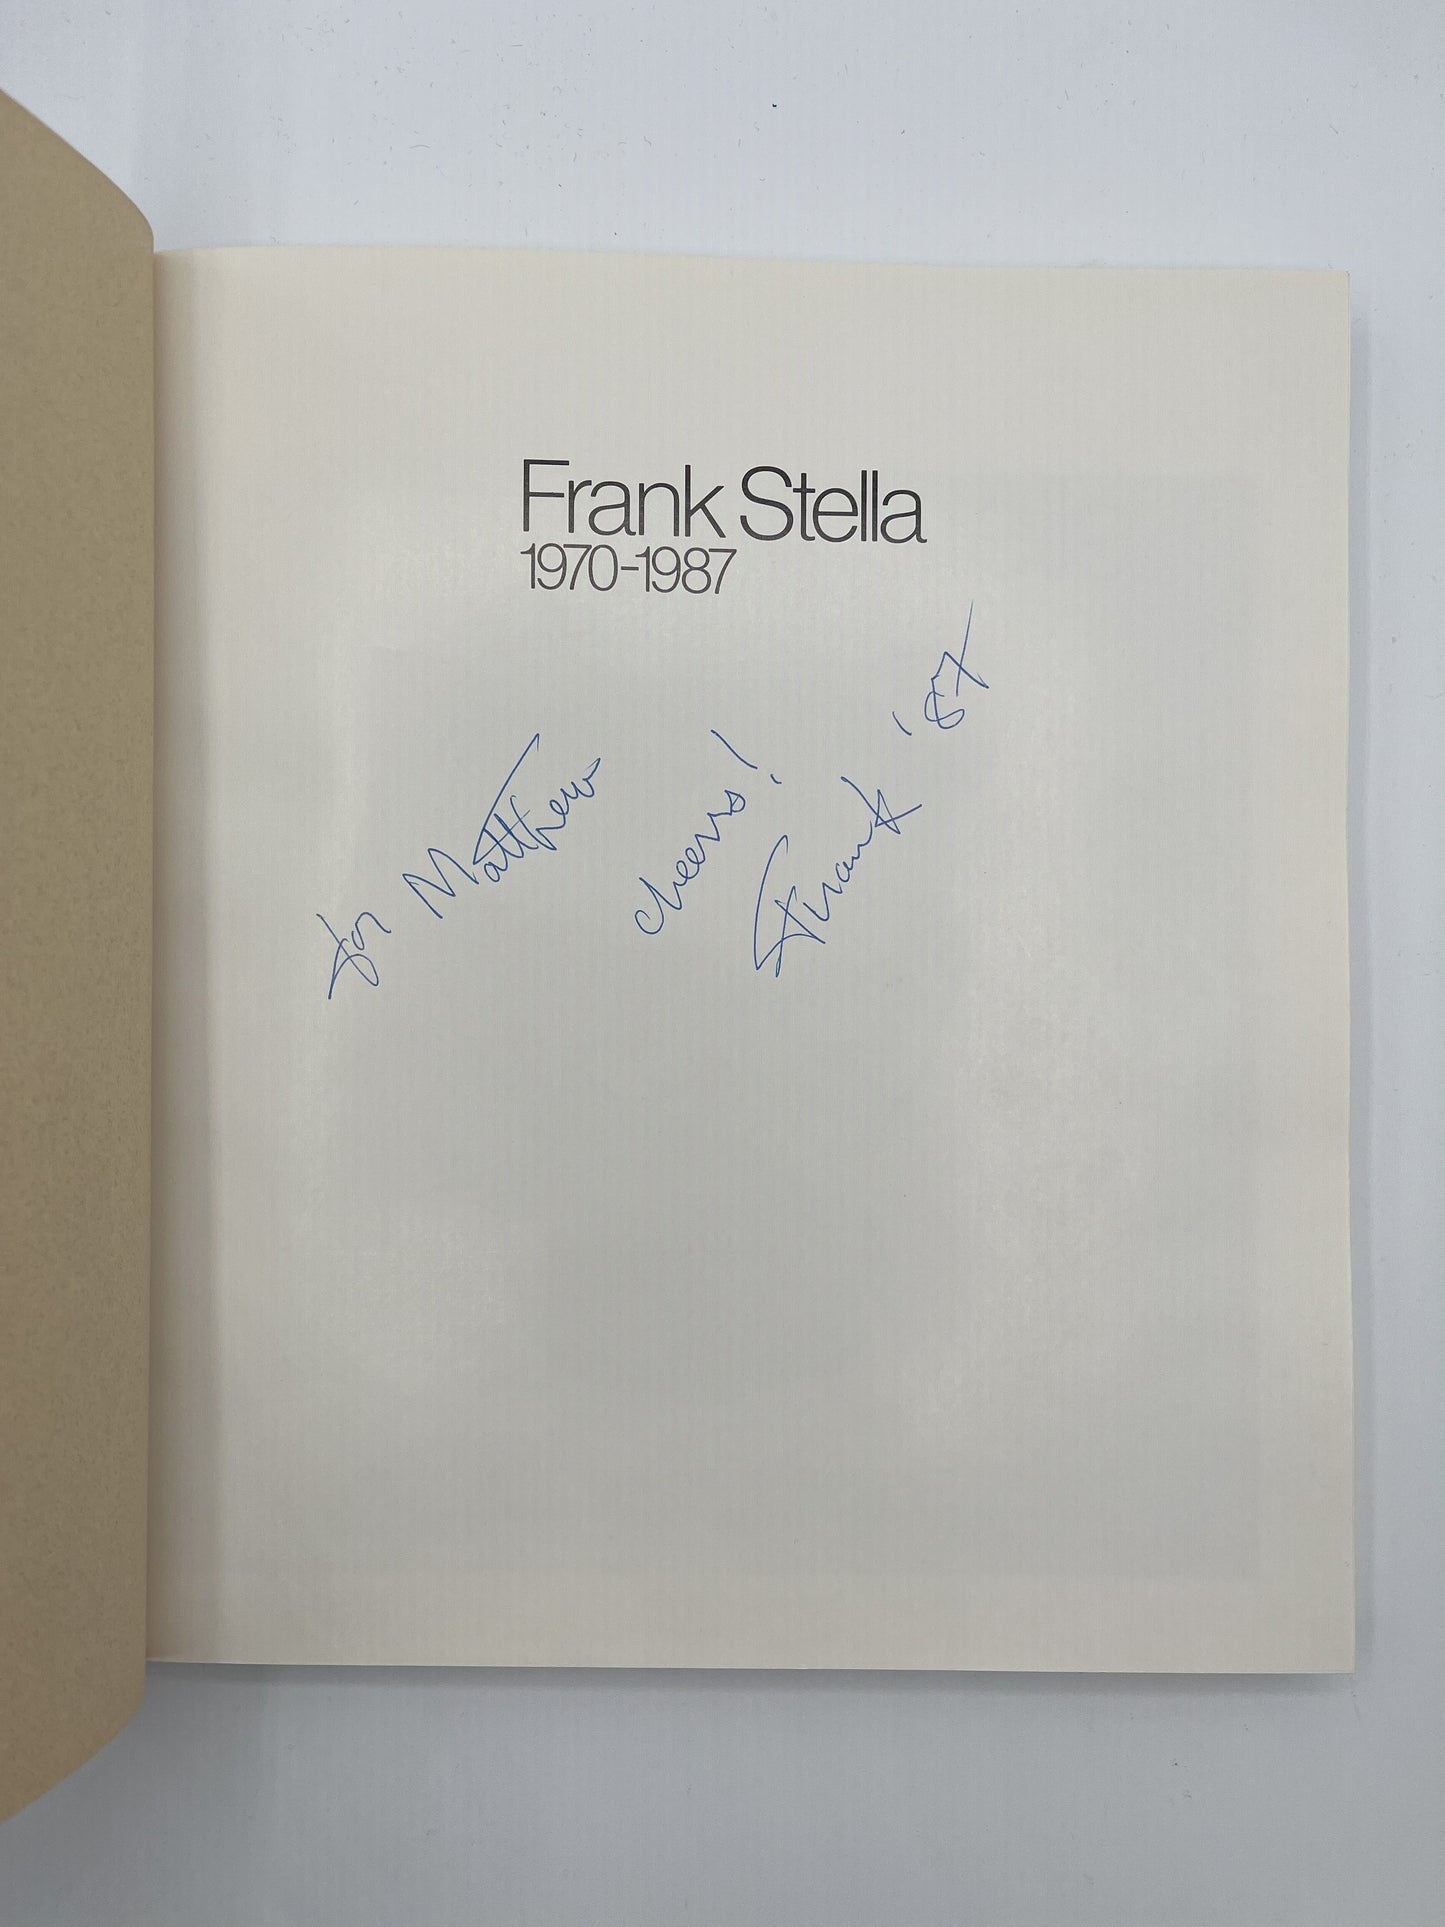 Frank Stella
1970-1987
for Matthew
cheers!
Frank '87